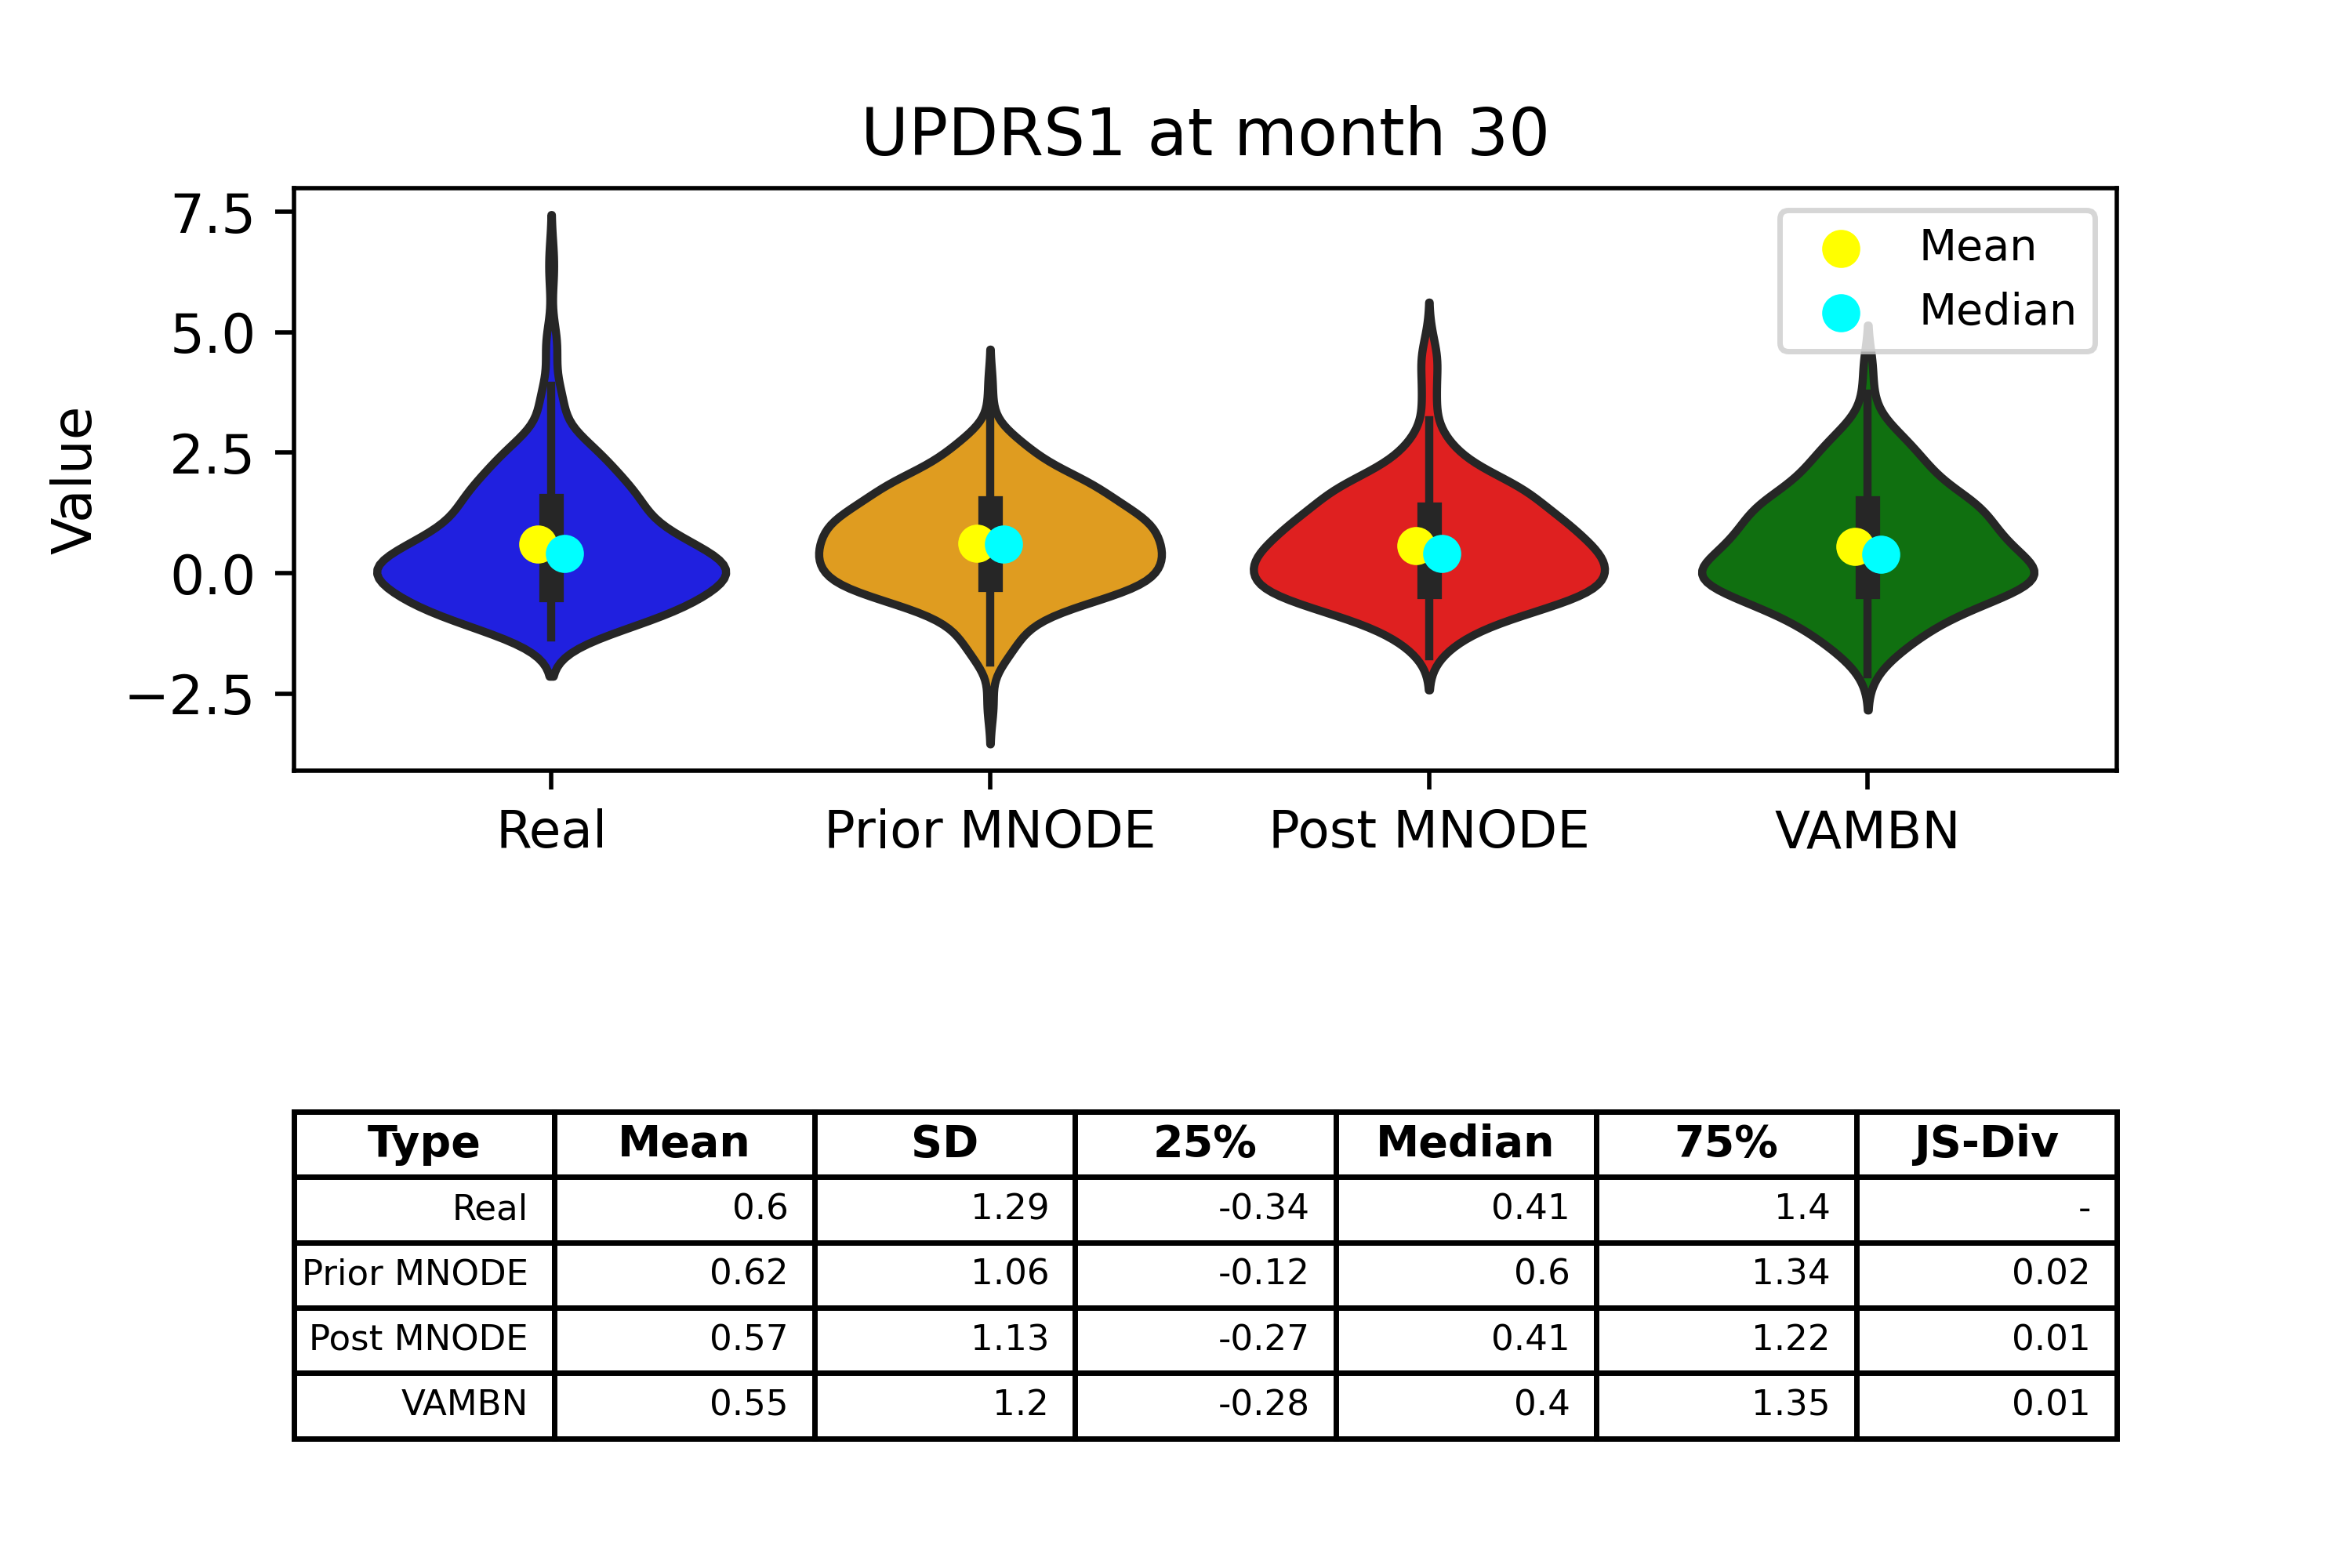 UPDRS1 at month 30
7.5
5.0
2.5
0.0
−2.5
Value
Mean
Median
Real Prior MNODE Post MNODE VAMBN
Type Mean SD 25% Median 75% JS-Div
Real 0.6 1.29 -0.34 0.41 1.4 -
Prior MNODE 0.62 1.06 -0.12 0.6 1.34 0.02
Post MNODE 0.57 1.13 -0.27 0.41 1.22 0.01
VAMBN 0.55 1.2 -0.28 0.4 1.35 0.01